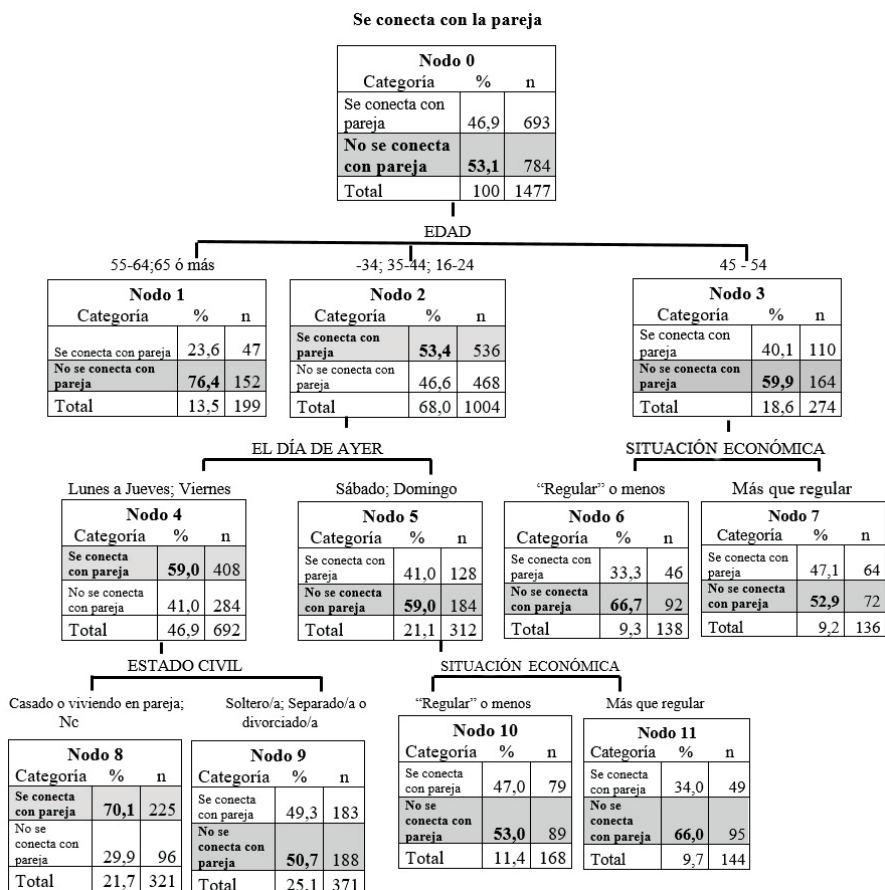 Se conecta con la pareja
Nodo 0
Categoría % n
Se conecta con
pareja 46,9 693
No se conecta
con pareja 53,1 784
Total 100 1477
EDAD
55-64;65 ó más
Nodo 1
Categoría % n
Se conecta con pareja 23,6 47
No se conecta con
pareja 76,4 152
Total 13,5 199
-34; 35-44; 16-24
Nodo 2
Categoría % n
Se conecta con
pareja 53,4 536
No se conecta con
pareja 46,6 468
Total 68,0 1004
45 - 54
Nodo 3
Categoría % n
Se conecta con
pareja 40,1 110
No se conecta con
pareja 59,9 164
Total 18,6 274
EL DÍA DE AYER
Lunes a Jueves; Viernes
Nodo 4
Categoría % n
Se conecta
con pareja 59,0 408
No se conecta
con pareja 41,0 284
Total 46,9 692
Sábado; Domingo
Nodo 5
Categoría % n
Se conecta con
pareja 41,0 128
No se conecta
con pareja 59,0 184
Total 21,1 312
SITUACIÓN ECONÓMICA
“Regular” o menos
Nodo 6
Categoría % n
Se conecta con
pareja 33,3 46
No se conecta
con pareja 66,7 92
Total 9,3 138
Más que regular
Nodo 7
Categoría % n
Se conecta con
pareja 47,1 64
No se conecta
con pareja 52,9 72
Total 9,2 136
ESTADO CIVIL
Casado o viviendo en pareja;
Nc
Nodo 8
Categoría % n
Se conecta
con pareja 70,1 225
No se
conecta con
pareja 29,9 96
Total 21,7 321
Soltero/a; Separado/a o
divorciado/a
Nodo 9
Categoría % n
Se conecta
con pareja 49,3 183
No se
conecta con
pareja 50,7 188
Total 25,1 371
SITUACIÓN ECONÓMICA
“Regular” o menos
Nodo 10
Categoría % n
Se conecta
con pareja 47,0 79
No se
conecta con
pareja 53,0 89
Total 11,4 168
Más que regular
Nodo 11
Categoría % n
Se conecta
con pareja 34,0 49
No se
conecta
con pareja 66,0 95
Total 9,7 144